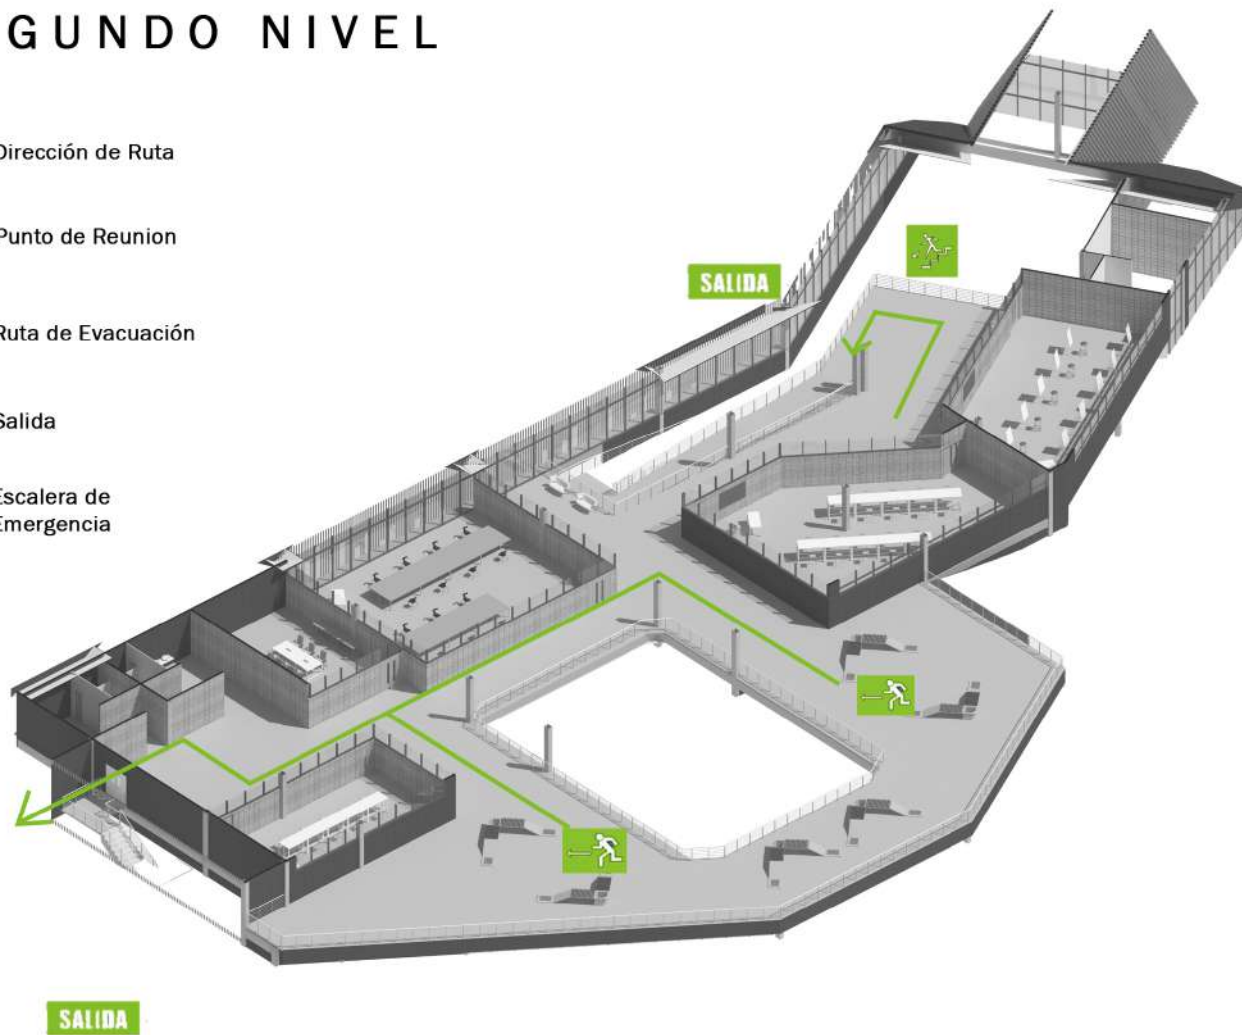 GUNDO NIVEL
Dirección de Ruta
Punto de Reunion
Ruta de Evacuación
Salida
Escalera de
Emergencia
SALIDA
SALIDA